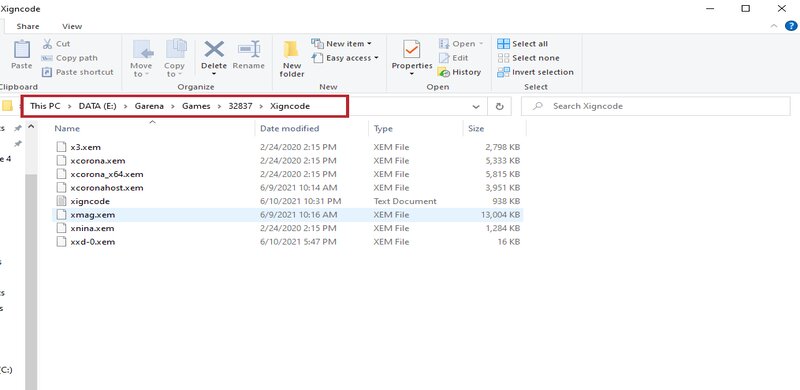 Xigncode
Share View
Cut
Copy path
Paste shortcut
Move to
Copy to
Delete
Rename
New folder
New item
Easy access
Properties
Open
Edit
History
Select all
Select none
Invert selection
Clipboard Organize New Open Select
This PC > DATA (E:) > Garena > Games > 32837 > Xigncode
Search Xigncode
Name Date modified Type Size
x3.xem 2/24/2020 2:15 PM XEM File 2,798 KB
xcorona.xem 2/24/2020 2:15 PM XEM File 5,333 KB
xcorona_x64.xem 2/24/2020 2:15 PM XEM File 5,815 KB
xcoronahost.xem 6/9/2021 10:14 AM XEM File 3,951 KB
xigncode 6/10/2021 10:31 PM Text Document 938 KB
xmag.xem 6/9/2021 10:16 AM XEM File 13,004 KB
xnina.xem 2/24/2020 2:15 PM XEM File 1,284 KB
xxd-0.xem 6/10/2021 5:47 PM XEM File 16 KB
ts
e 4
ts
s
(C:)